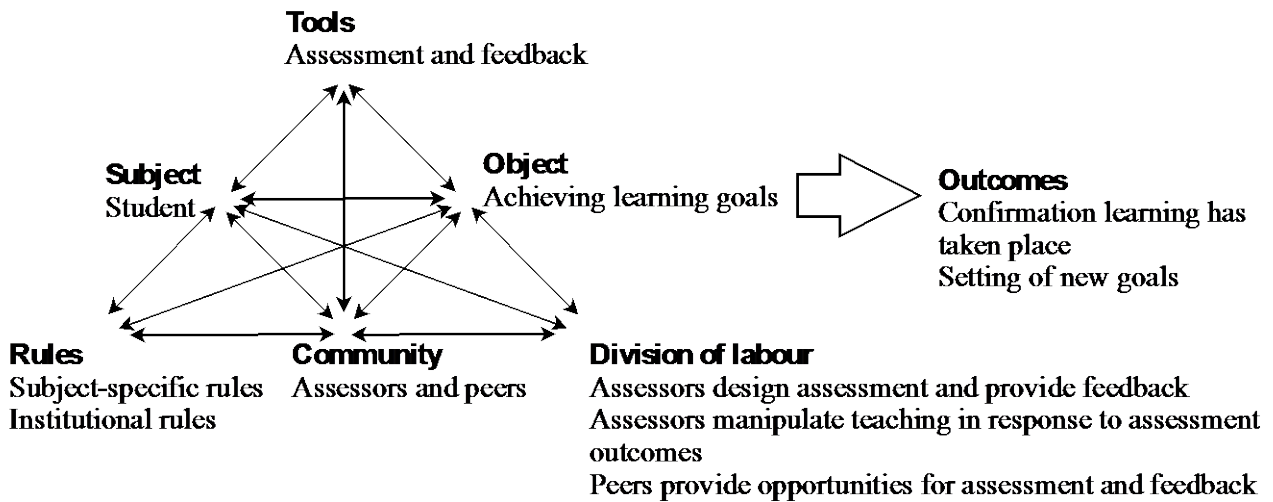 Tools
Assessment and feedback
Subject
Student
Object
Achieving learning goals
Outcomes
Confirmation learning has
taken place
Setting of new goals
Rules
Subject-specific rules
Institutional rules
Community
Assessors and peers
Division of labour
Assessors design assessment and provide feedback
Assessors manipulate teaching in response to assessment
outcomes
Peers provide opportunities for assessment and feedback